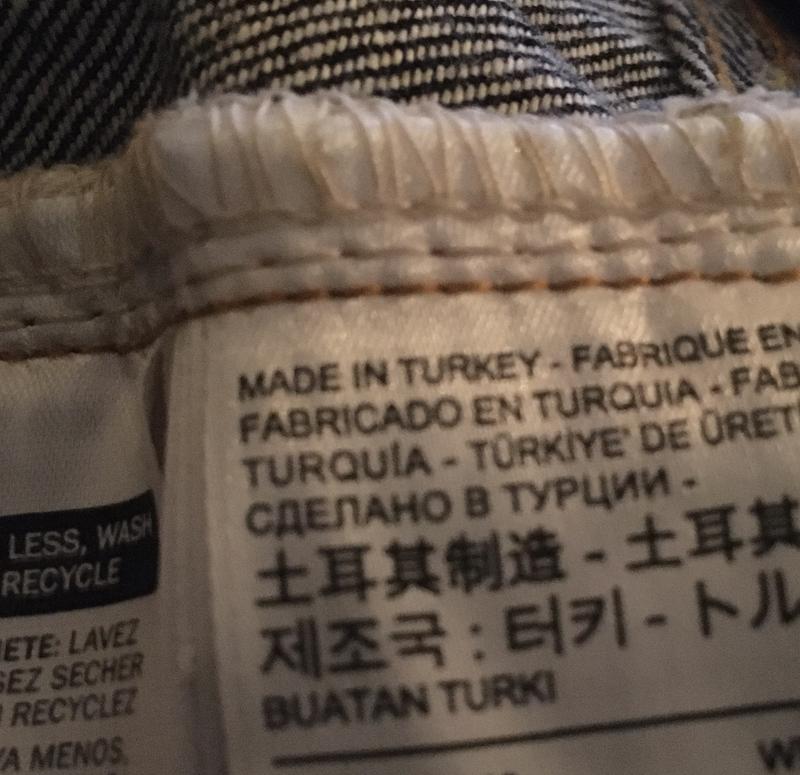 LESS, WASH
RECYCLE
ETE: LAVEZ
SEZ SECHER
RECYCLEZ
VA MENOS.
MADE IN TURKEY - FABRIQUE EN
FABRICADO EN TURQUIA - FAB
TURQUÍA - TÜRKİYE' DE ÜRET
СДЕЛАНО В ТУРЦИИ -
土耳其制造 - 土耳其
제조국 : 터키 - トル
BUATAN TURKI